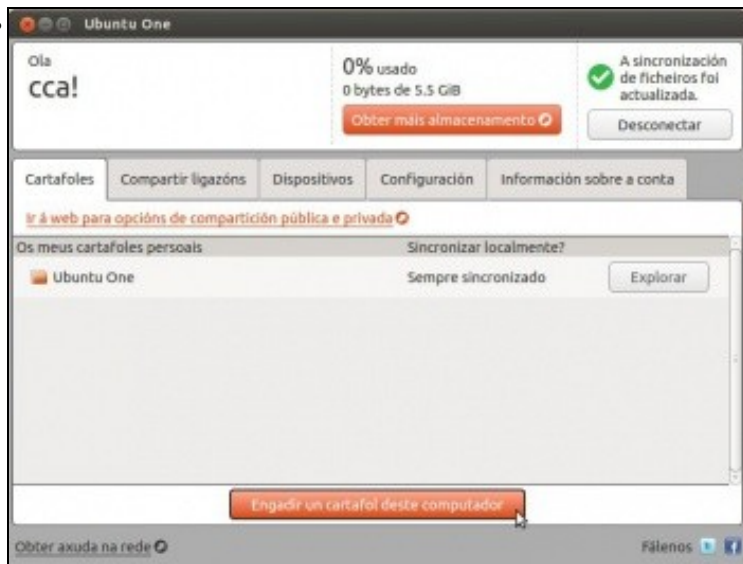 Ubuntu One
Ola
cca!
0% usado
0 bytes de 5.5 GiB
Obter máis almacenamento
A sincronización
de ficheiros foi
actualizada.
Desconectar
Cartafoles
Compartir ligazóns
Dispositivos
Configuración
Información sobre a conta
Ir á web para opcións de compartición pública e privada
Os meus cartafoles persoais
Sincronizar localmente?
Ubuntu One
Sempre sincronizado
Explorar
Engadir un cartafol deste computador
Obter axuda na rede
Fálenos